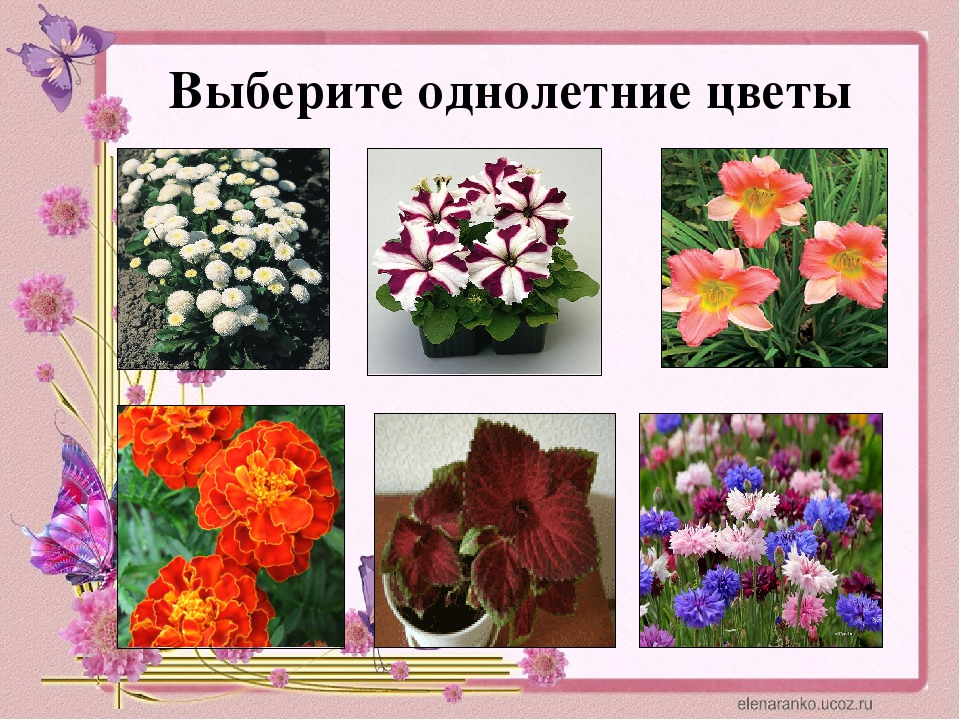 Выберите однолетние цветы
elenaranko.ucoz.ru